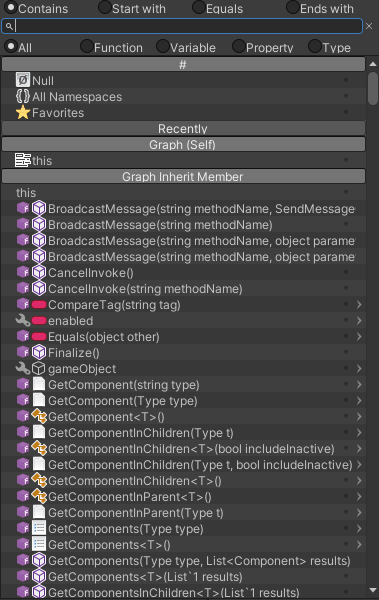 Contains Start with Equals Ends with
All Function Variable Property Type
#
Null
All Namespaces
Favorites
Recently
Graph (Self)
this
Graph Inherit Member
this
BroadcastMessage(string methodName, SendMessage
BroadcastMessage(string methodName)
BroadcastMessage(string methodName, object parame
BroadcastMessage(string methodName, object parame
CancelInvoke()
CancelInvoke(string methodName)
CompareTag(string tag)
enabled
Equals(object other)
Finalize()
gameObject
GetComponent(string type)
GetComponent(Type type)
GetComponent<T>()
GetComponentInChildren(Type t)
GetComponentInChildren<T>(bool includeInactive)
GetComponentInChildren(Type t, bool includeInactive)
GetComponentInChildren<T>()
GetComponentInParent<T>()
GetComponentInParent(Type t)
GetComponents(Type type)
GetComponents<T>()
GetComponents(Type type, List<Component> results)
GetComponents<T>(List`1 results)
GetComponentsInChildren<T>(List`1 results)